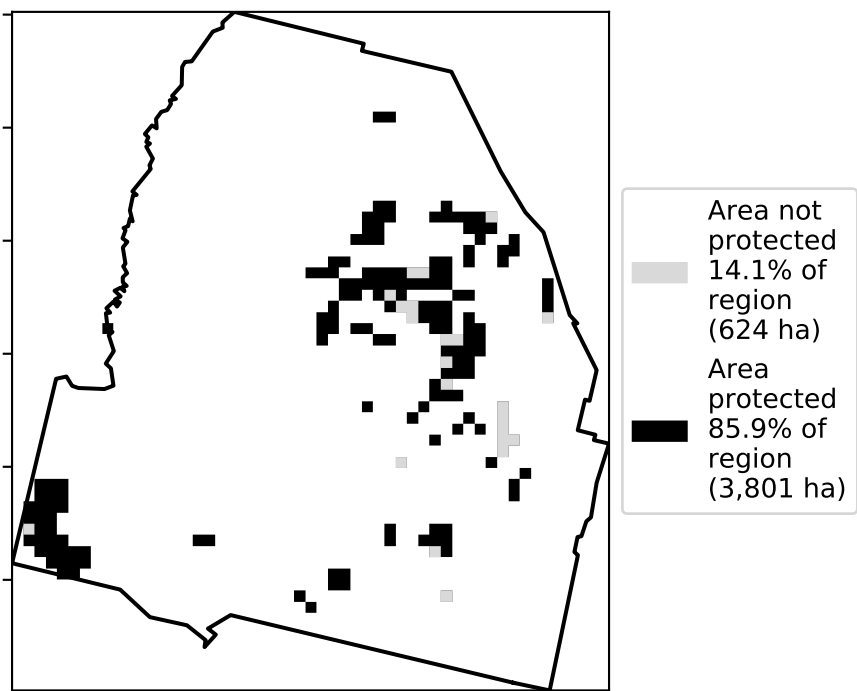 Area not
protected
14.1% of
region
(624 ha)
Area
protected
85.9% of
region
(3,801 ha)